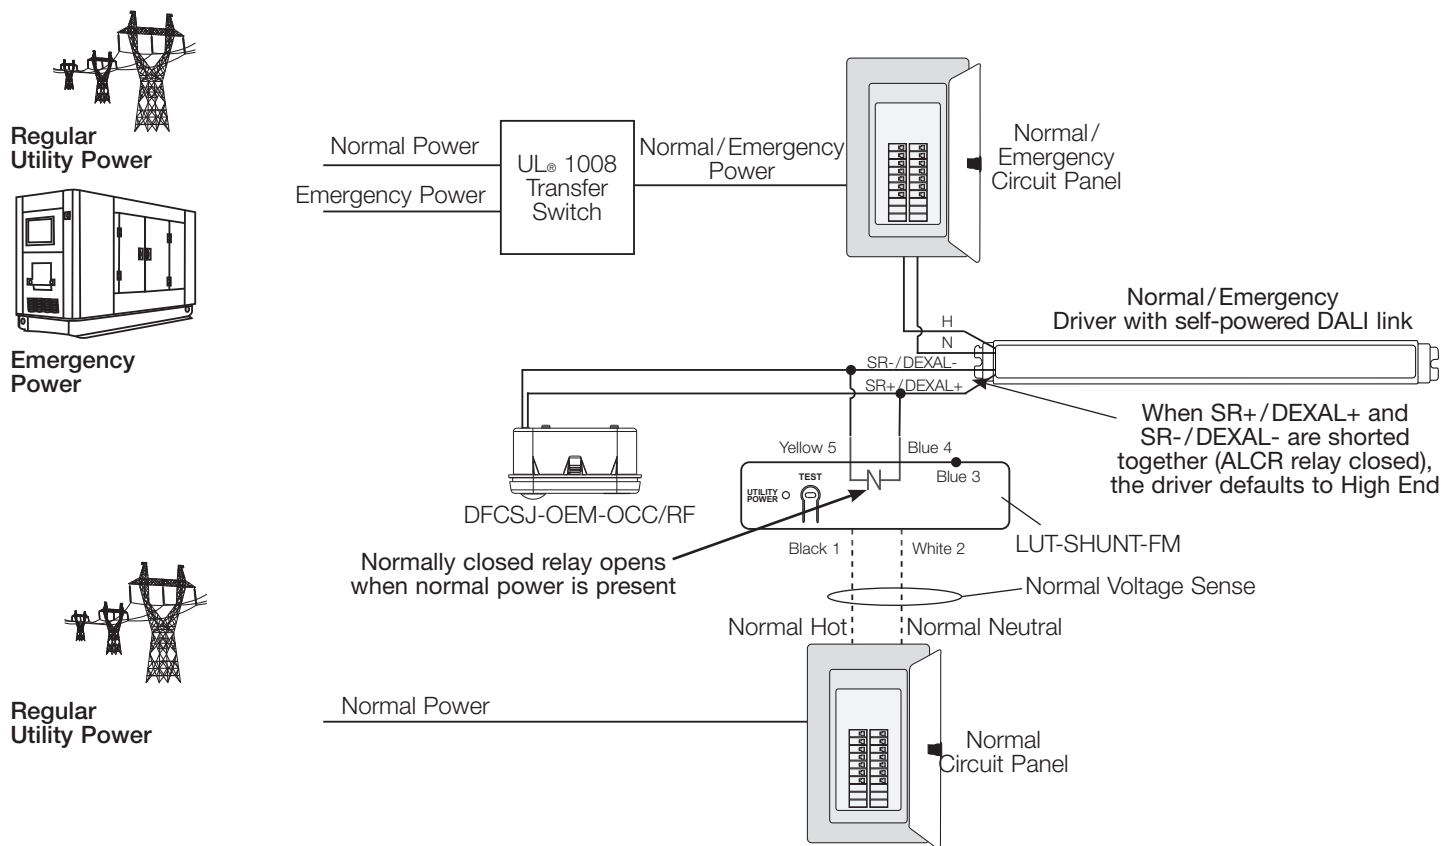 Regular
Utility Power
Emergency
Power
Normal Power
Emergency Power
UL® 1008
Transfer
Switch
Normal/Emergency
Power
Normal/
Emergency
Circuit Panel
Normal/Emergency
Driver with self-powered DALI link
H
N
SR-/DEXAL-
SR+/DEXAL+
When SR+/DEXAL+ and
SR-/DEXAL- are shorted
together (ALCR relay closed),
the driver defaults to High End
DFCSJ-OEM-OCC/RF
Yellow 5
Blue 4
Blue 3
UTILITY
POWER
TEST
N
LUT-SHUNT-FM
Black 1
White 2
Normally closed relay opens
when normal power is present
Normal Voltage Sense
Normal Hot
Normal Neutral
Regular
Utility Power
Normal Power
Normal
Circuit Panel